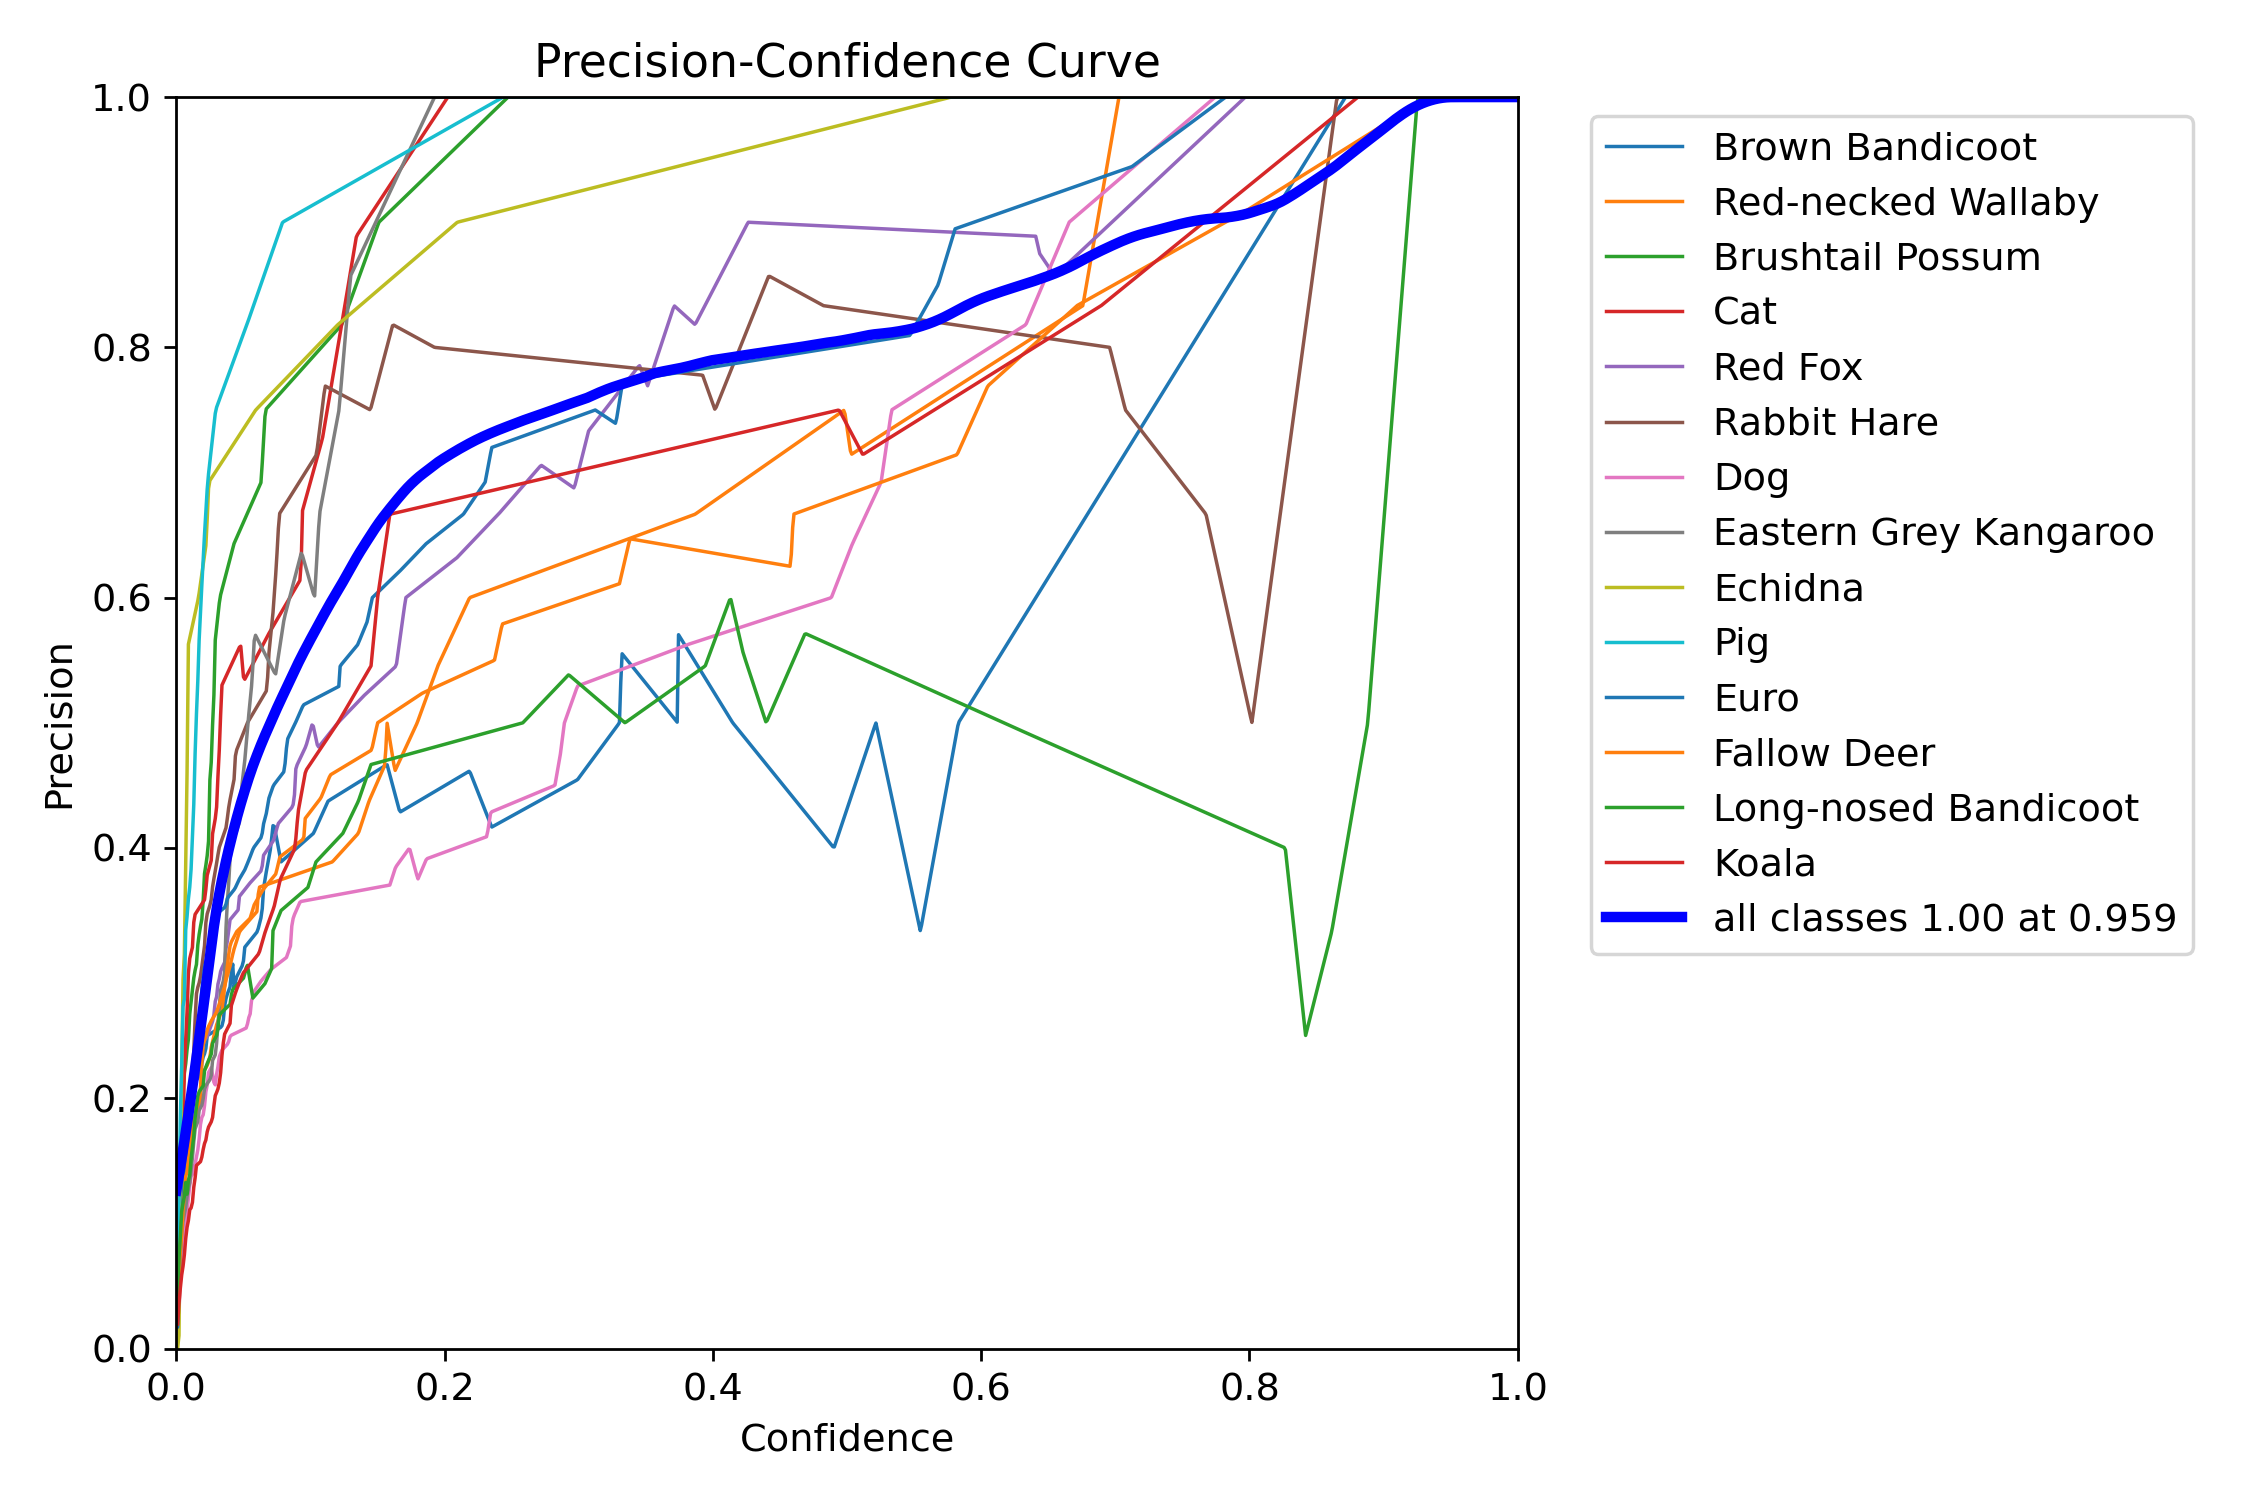 Precision-Confidence Curve
1.0
0.8
0.6
0.4
0.2
0.0
Precision
0.0 0.2 0.4 0.6 0.8 1.0
Confidence
Brown Bandicoot
Red-necked Wallaby
Brushtail Possum
Cat
Red Fox
Rabbit Hare
Dog
Eastern Grey Kangaroo
Echidna
Pig
Euro
Fallow Deer
Long-nosed Bandicoot
Koala
all classes 1.00 at 0.959